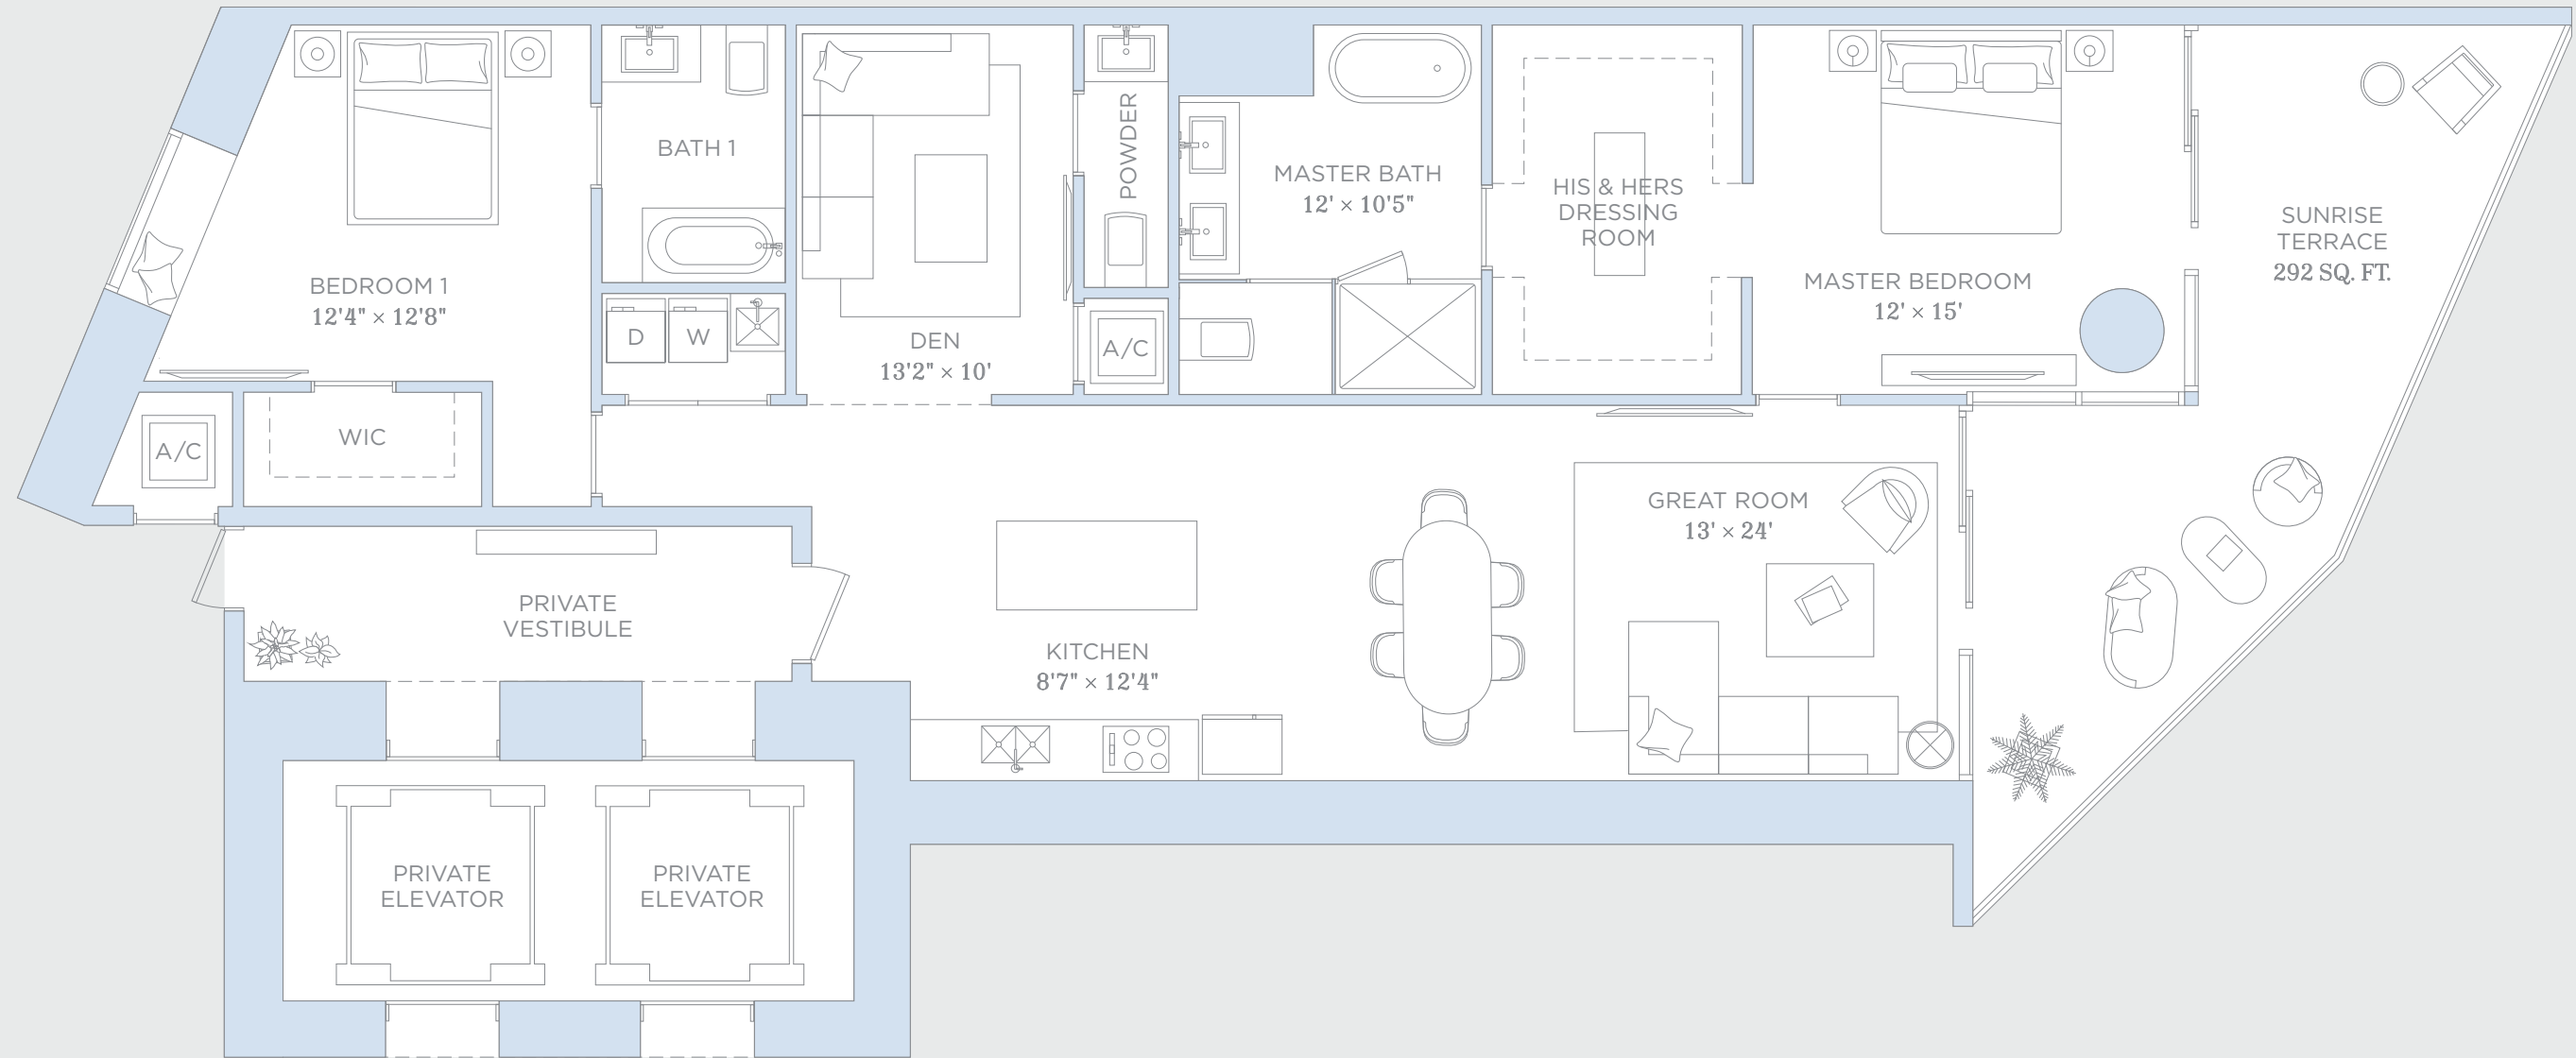 BEDROOM 1
12'4" × 12'8"
A/C
WIC
BATH 1
D
W
DEN
13'2" × 10'
POWDER
A/C
MASTER BATH
12' × 10'5"
HIS & HERS
DRESSING
ROOM
MASTER BEDROOM
12' × 15'
SUNRISE
TERRACE
292 SQ. FT.
PRIVATE
VESTIBULE
KITCHEN
8'7" × 12'4"
GREAT ROOM
13' × 24'
PRIVATE
ELEVATOR
PRIVATE
ELEVATOR